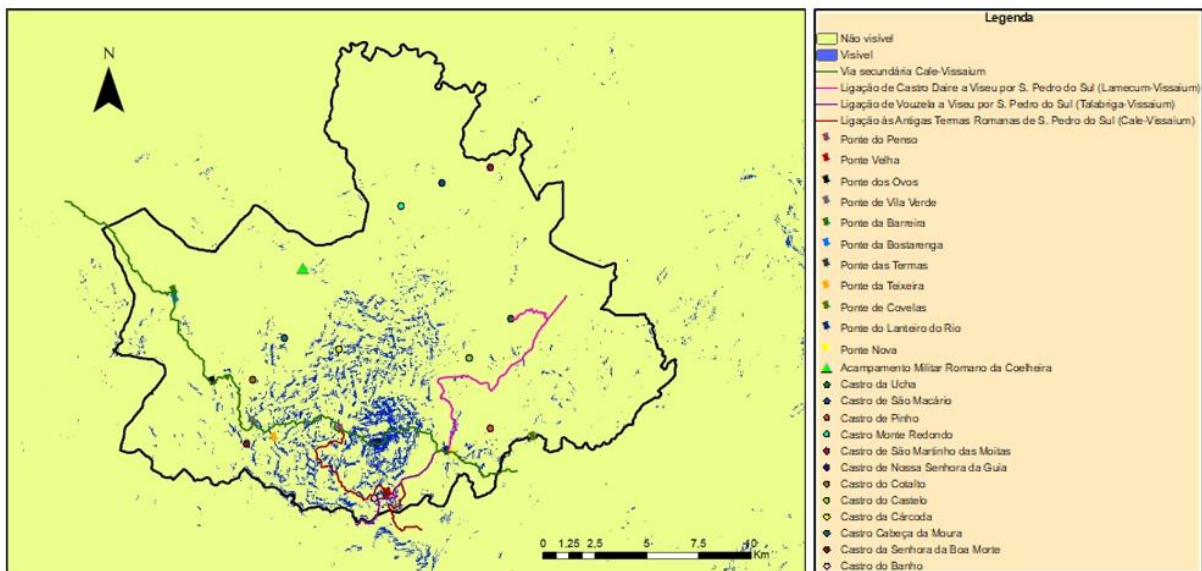 N
0 1,25 2,5 5 7,5 10
Km
Legenda
Não visível
Visível
Via secundária Cale-Vissaium
Ligação de Castro Daire a Viseu por S. Pedro do Sul (Lamecum-Vissaium)
Ligação de Vouzela a Viseu por S. Pedro do Sul (Talabriga-Vissaium)
Ligação às Antigas Termas Romanas de S. Pedro do Sul (Cale-Vissaium)
Ponte do Penso
Ponte Velha
Ponte dos Ovos
Ponte de Vila Verde
Ponte da Barreira
Ponte da Bostarenga
Ponte das Termas
Ponte da Teixeira
Ponte de Covelas
Ponte do Lanteiro do Rio
Ponte Nova
Acampamento Militar Romano da Coelheira
Castro da Ucha
Castro de São Macário
Castro de Pinho
Castro Monte Redondo
Castro de São Martinho das Moitas
Castro de Nossa Senhora da Guia
Castro do Cotalto
Castro do Castelo
Castro da Cárcoda
Castro Cabeça da Moura
Castro da Senhora da Boa Morte
Castro do Banho